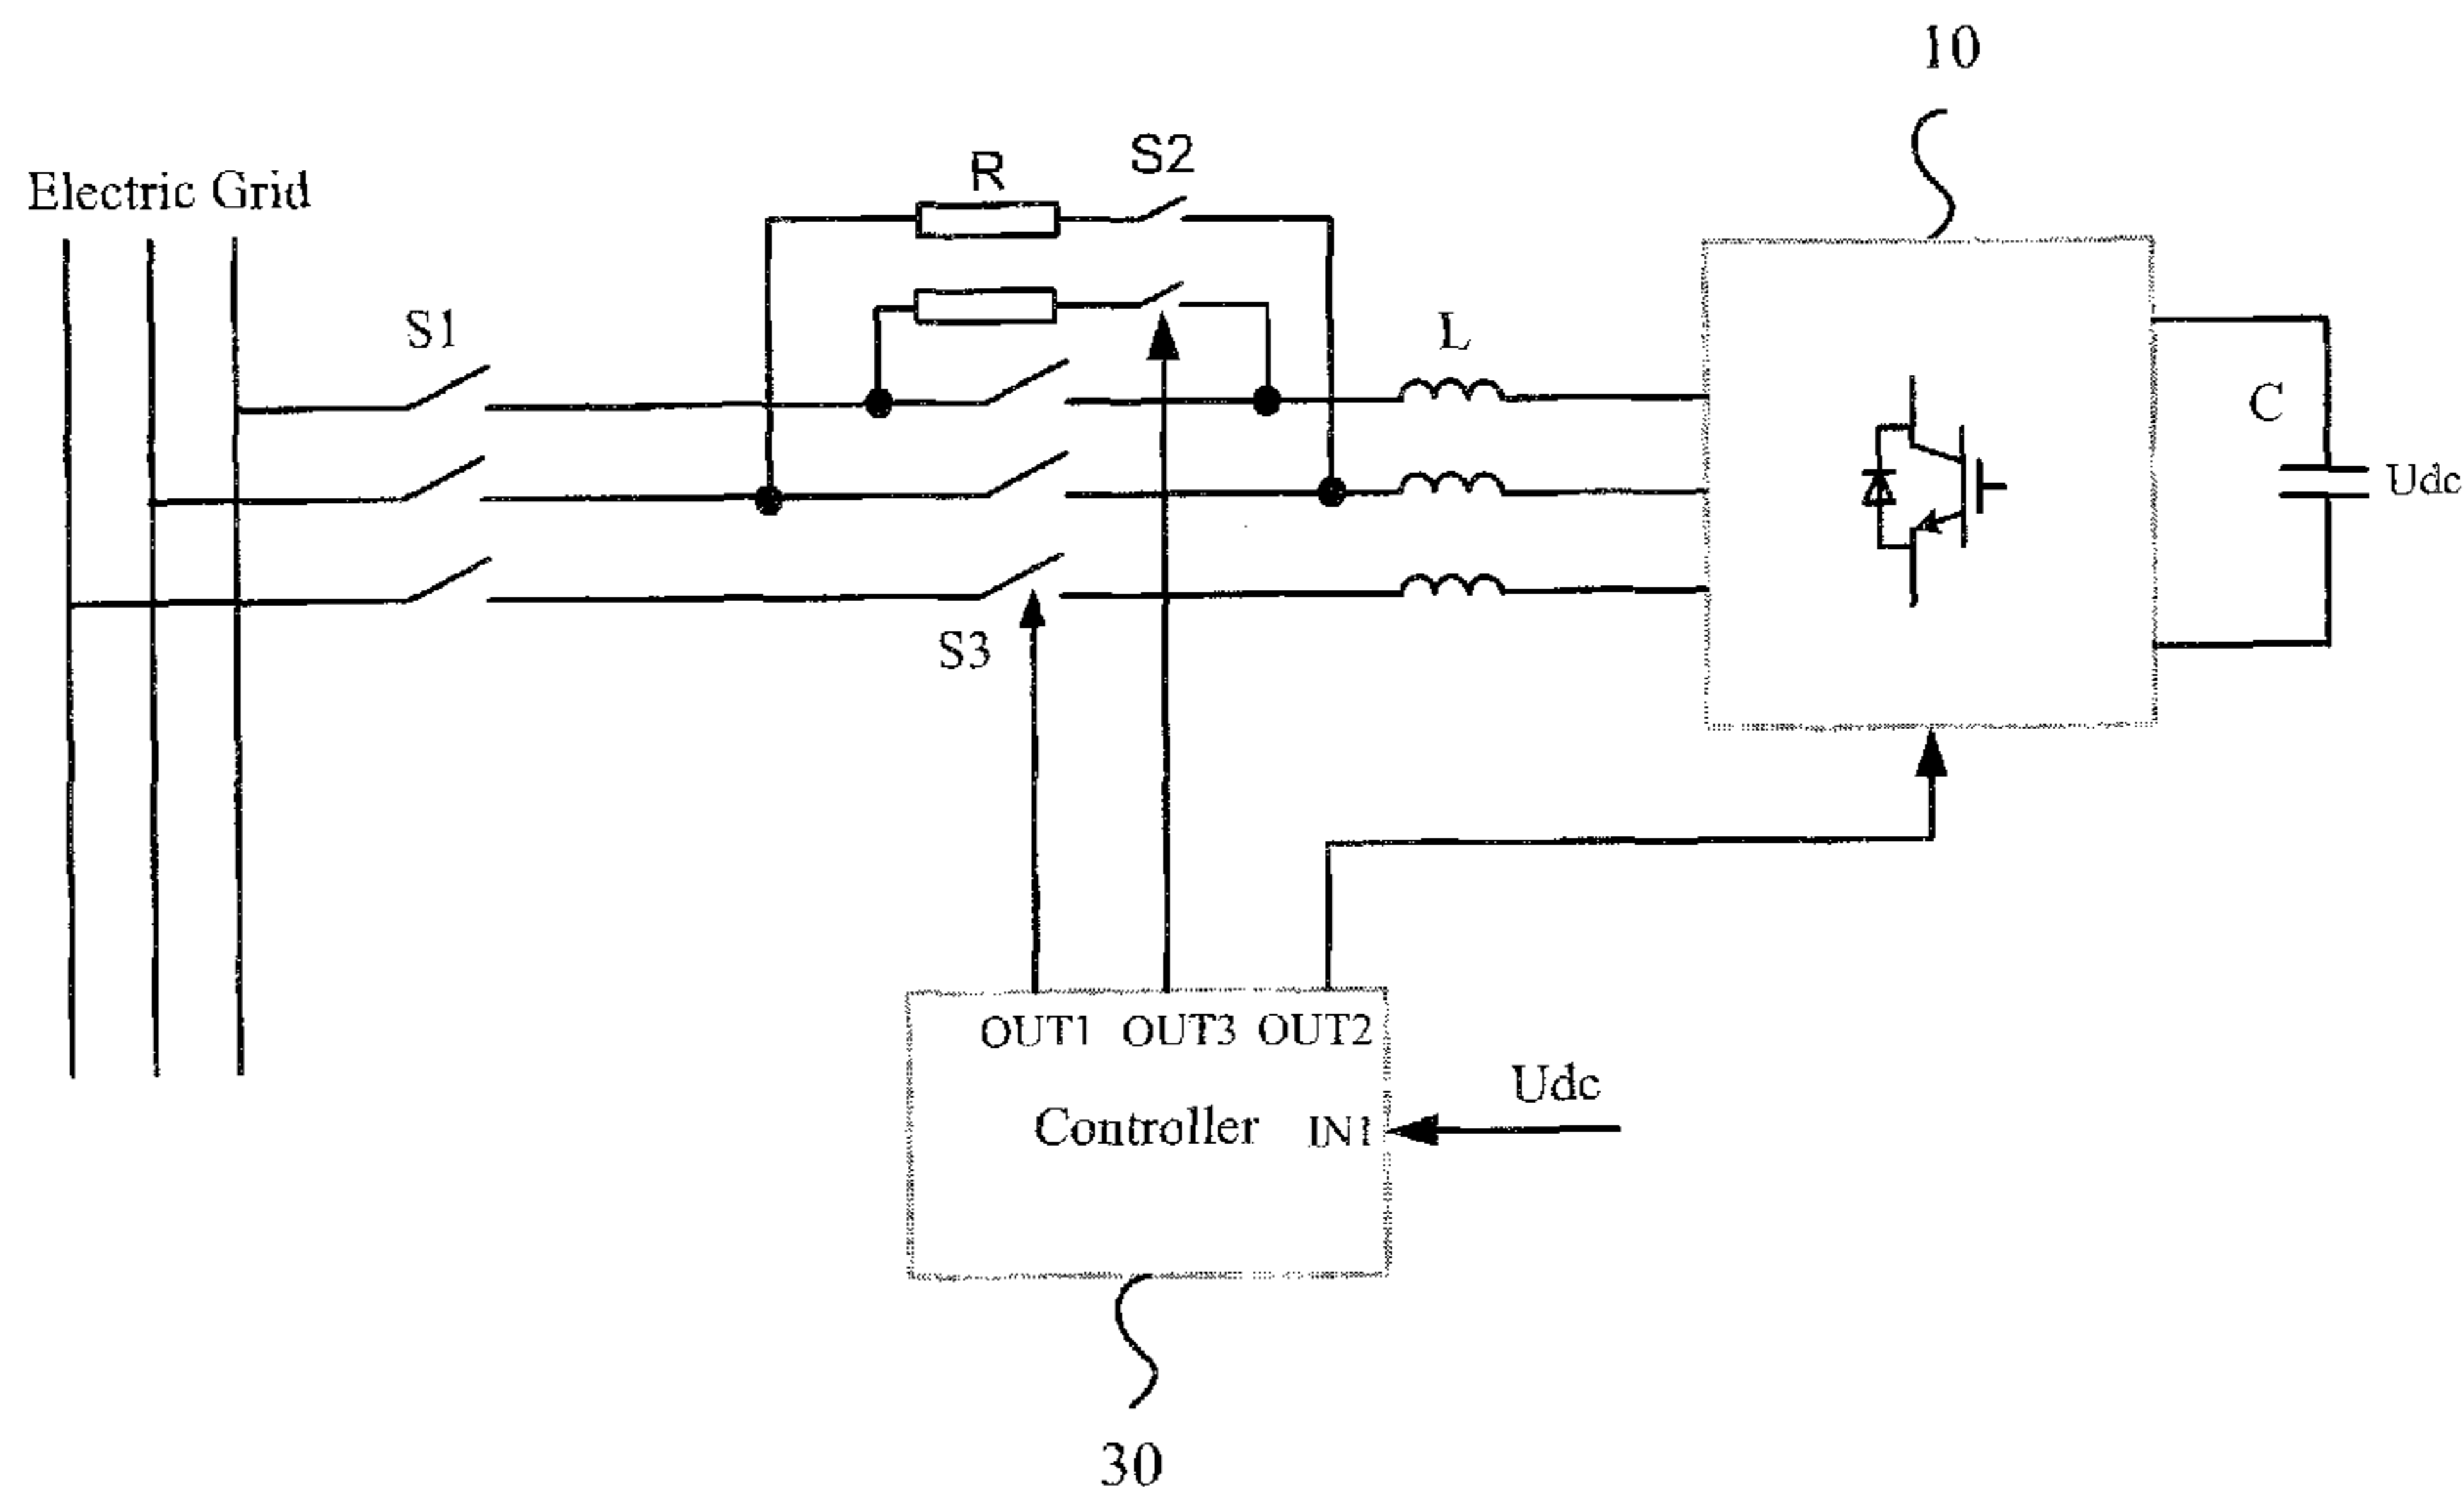 10
Electric Grid
R
S2
S1
L
C
Udc
S3
OUT1 OUT3 OUT2
Udc
Controller
IN1
30